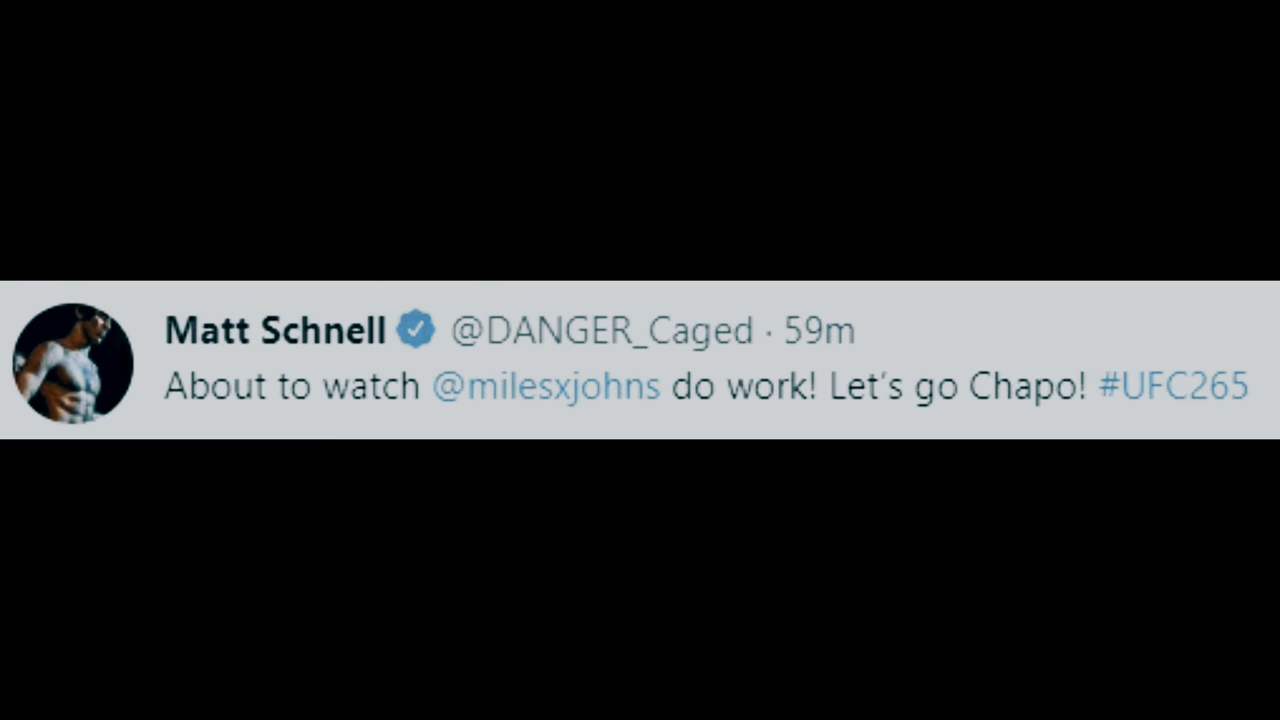 Matt Schnell @DANGER_Caged · 59m
About to watch @milesxjohns do work! Let's go Chapo! #UFC265